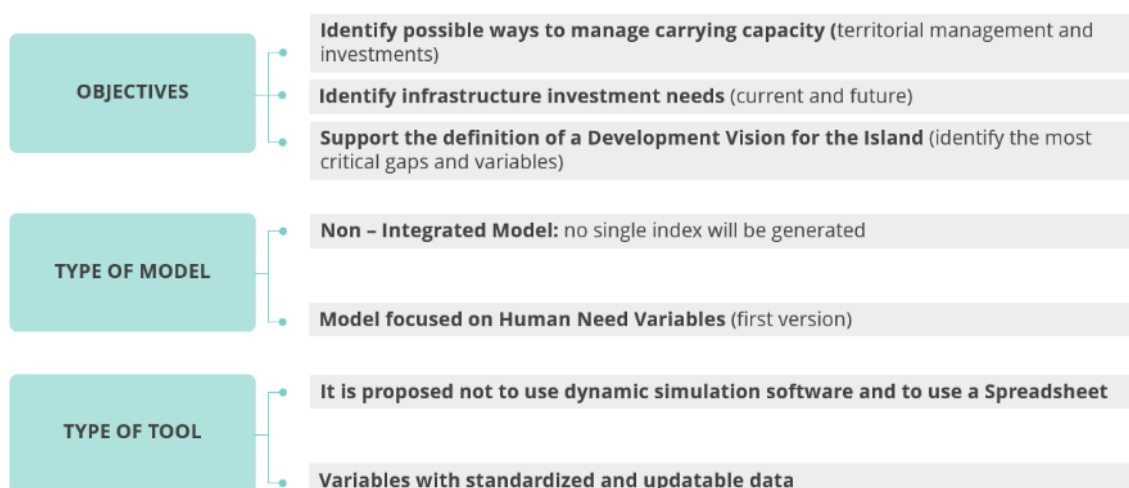 OBJECTIVES
Identify possible ways to manage carrying capacity (territorial management and
investments)
Identify infrastructure investment needs (current and future)
Support the definition of a Development Vision for the Island (identify the most
critical gaps and variables)
TYPE OF MODEL
Non – Integrated Model: no single index will be generated
Model focused on Human Need Variables (first version)
TYPE OF TOOL
It is proposed not to use dynamic simulation software and to use a Spreadsheet
Variables with standardized and updatable data